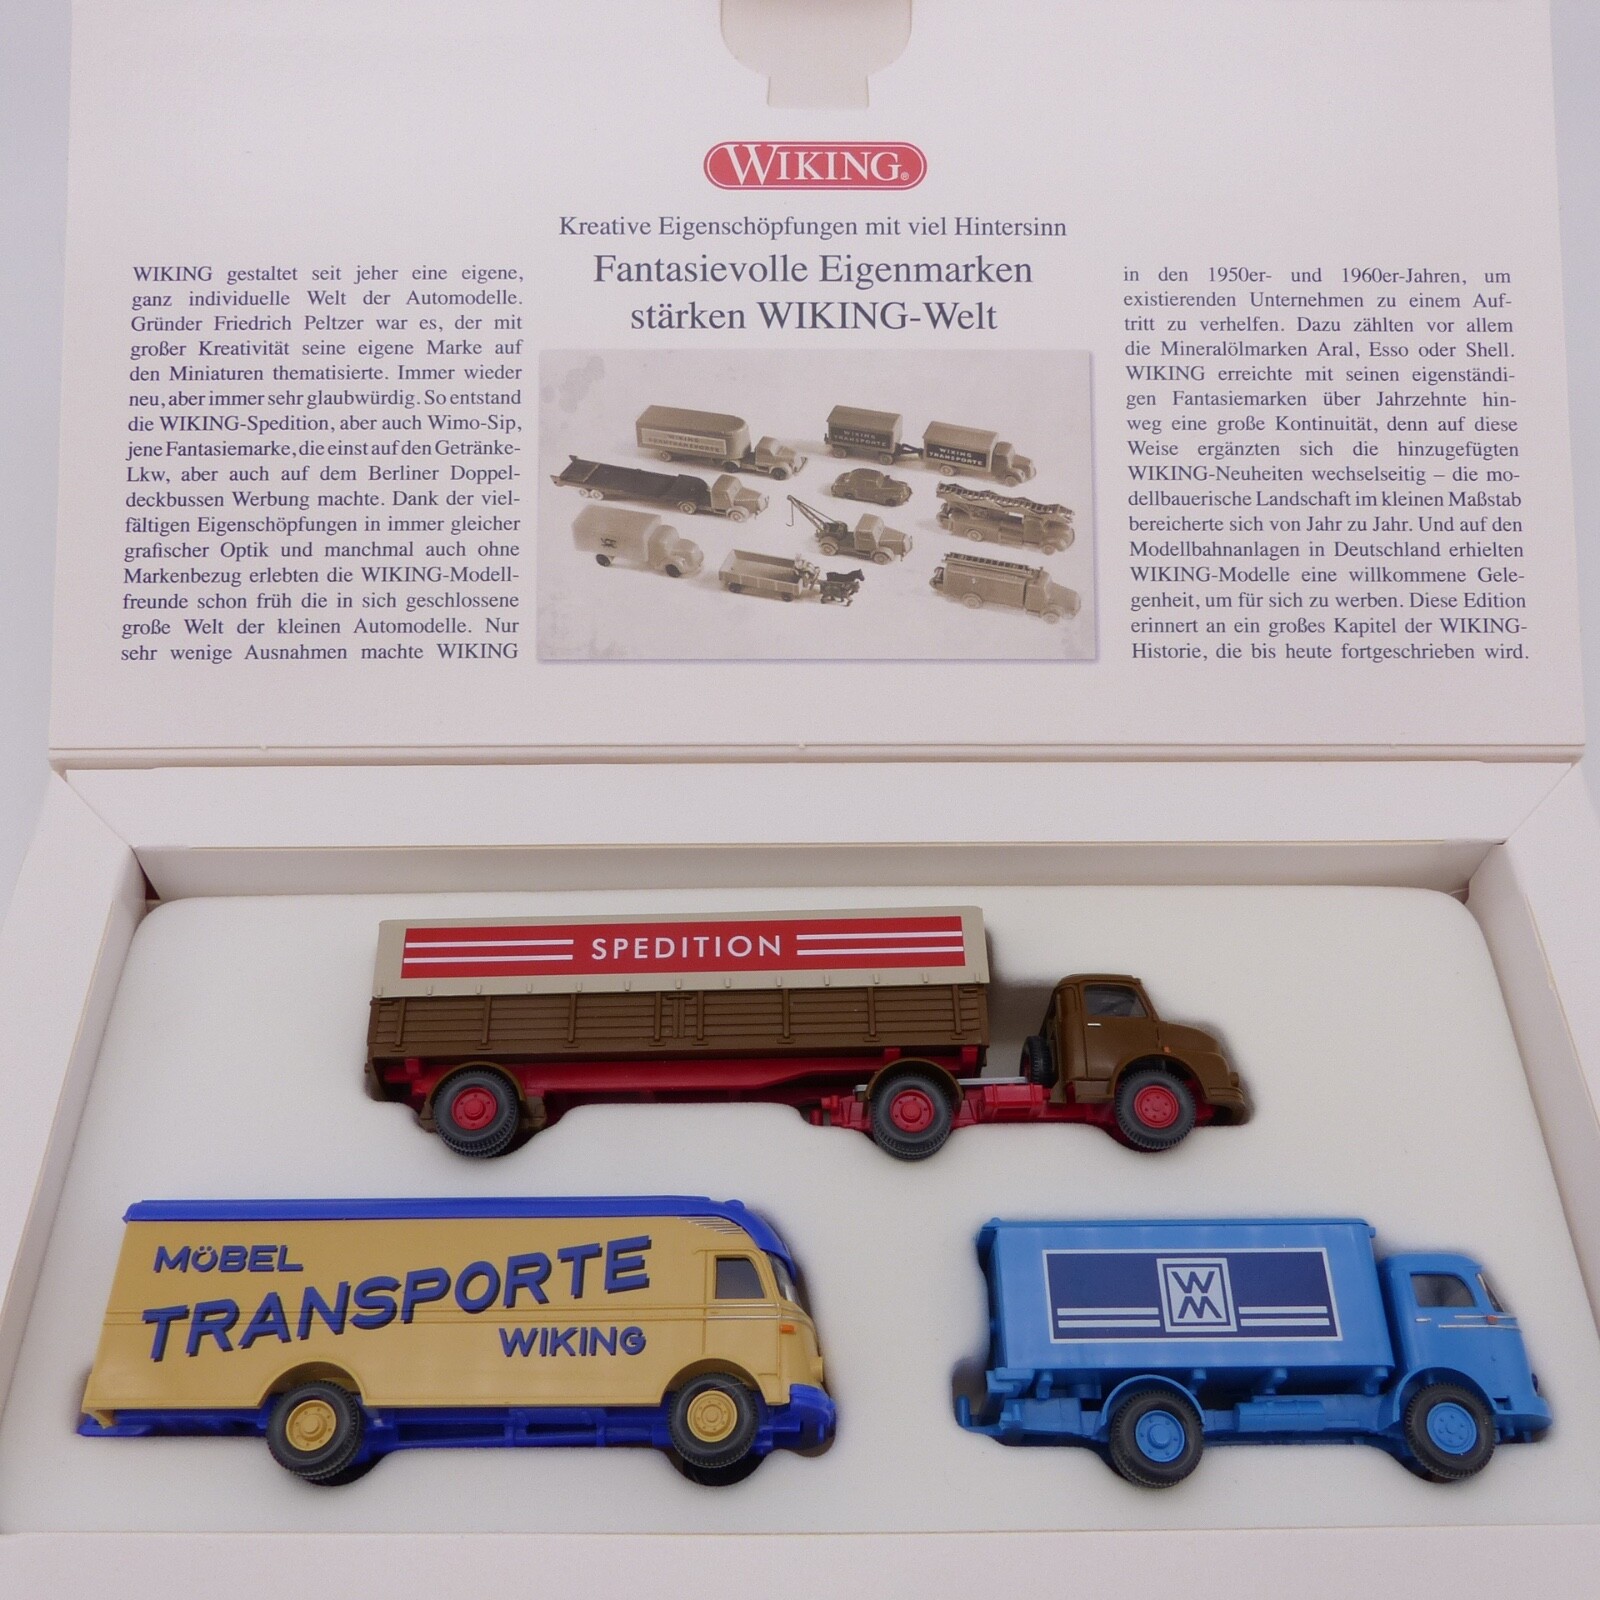 WIKING®
Kreative Eigenschöpfungen mit viel Hintersinn
Fantasievolle Eigenmarken
stärken WIKING-Welt
WIKING gestaltet seit jeher eine eigene,
ganz individuelle Welt der Automodelle.
Gründer Friedrich Peltzer war es, der mit
großer Kreativität seine eigene Marke auf
den Miniaturen thematisierte. Immer wieder
neu, aber immer sehr glaubwürdig. So entstand
die WIKING-Spedition, aber auch Wimo-Sip,
jene Fantasiemarke, die einst auf den Getränke-
Lkw, aber auch auf dem Berliner Doppel-
deckbussen Werbung machte. Dank der viel-
fältigen Eigenschöpfungen in immer gleicher
grafischer Optik und manchmal auch ohne
Markenbezug erlebten die WIKING-Modell-
freunde schon früh die in sich geschlossene
große Welt der kleinen Automodelle. Nur
sehr wenige Ausnahmen machte WIKING
WIKING
TRANSPORTE
WIKING
TRANSPORTE
in den 1950er- und 1960er-Jahren, um
existierenden Unternehmen zu einem Auf-
tritt zu verhelfen. Dazu zählten vor allem
die Mineralölmarken Aral, Esso oder Shell.
WIKING erreichte mit seinen eigenständi-
gen Fantasiemarken über Jahrzehnte hin-
weg eine große Kontinuität, denn auf diese
Weise ergänzten sich die hinzugefügten
WIKING-Neuheiten wechselseitig – die mo-
dellbauerische Landschaft im kleinen Maßstab
bereicherte sich von Jahr zu Jahr. Und auf den
Modellbahnanlagen in Deutschland erhielten
WIKING-Modelle eine willkommene Gele-
genheit, um für sich zu werben. Diese Edition
erinnert an ein großes Kapitel der WIKING-
Historie, die bis heute fortgeschrieben wird.
SPEDITION
MÖBEL
TRANSPORTE
WIKING
WM